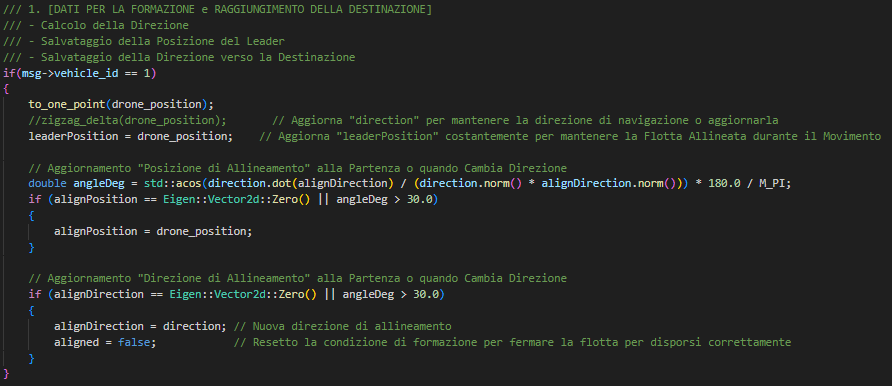 /// 1. [DATI PER LA FORMAZIONE e RAGGIUNGIMENTO DELLA DESTINAZIONE]
/// - Calcolo della Direzione
/// - Salvataggio della Posizione del Leader
/// - Salvataggio della Direzione verso la Destinazione
if(msg->vehicle_id == 1)
{
    to_one_point(drone_position);
    //zigzag_delta(drone_position);       // Aggiorna "direction" per mantenere la direzione di navigazione o aggiornarla
    leaderPosition = drone_position;    // Aggiorna "leaderPosition" costantemente per mantenere la Flotta Allineata durante il Movimento
    // Aggiornamento "Posizione di Allineamento" alla Partenza o quando Cambia Direzione
    double angleDeg = std::acos(direction.dot(alignDirection) / (direction.norm() * alignDirection.norm())) * 180.0 / M_PI;
    if (alignPosition == Eigen::Vector2d::Zero() || angleDeg > 30.0)
    {
        alignPosition = drone_position;
    }
    // Aggiornamento "Direzione di Allineamento" alla Partenza o quando Cambia Direzione
    if (alignDirection == Eigen::Vector2d::Zero() || angleDeg > 30.0)
    {
        alignDirection = direction; // Nuova direzione di allineamento
        aligned = false;            // Resetto la condizione di formazione per fermare la flotta per disporsi correttamente
    }
}